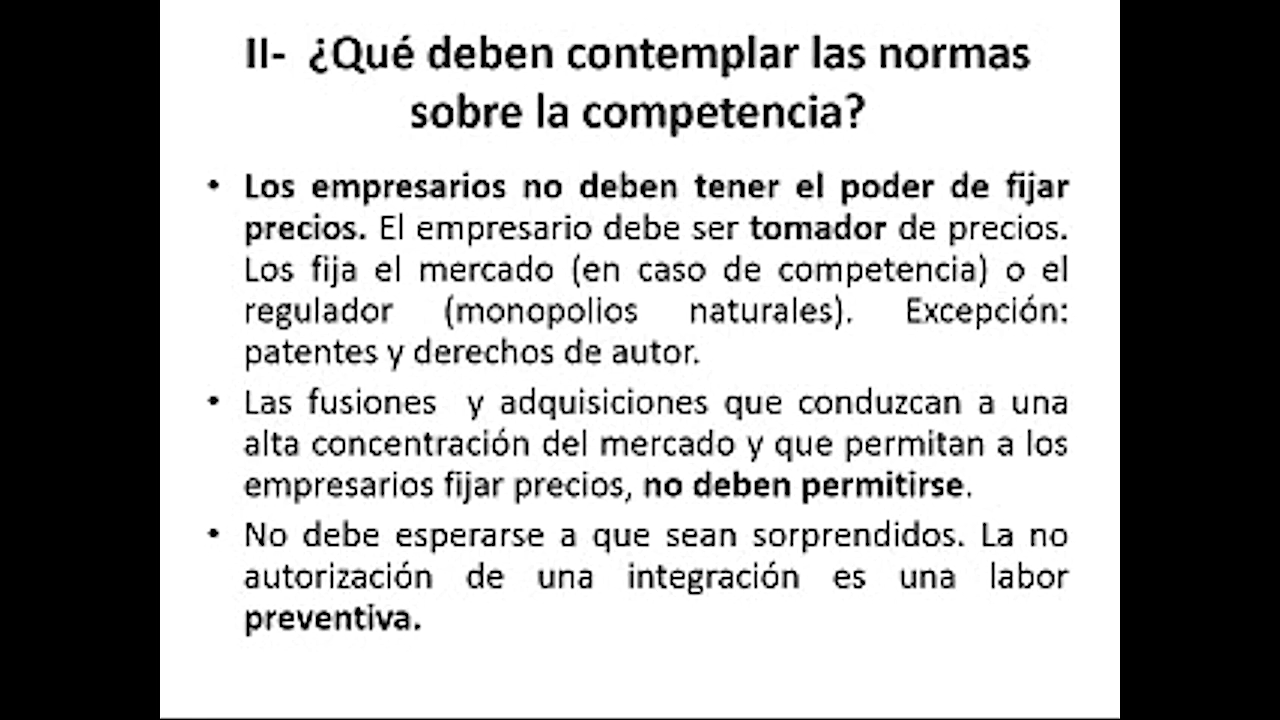 II- ¿Qué deben contemplar las normas
sobre la competencia?
• Los empresarios no deben tener el poder de fijar
precios. El empresario debe ser tomador de precios.
Los fija el mercado (en caso de competencia) o el
regulador (monopolios naturales). Excepción:
patentes y derechos de autor.
• Las fusiones y adquisiciones que conduzcan a una
alta concentración del mercado y que permitan a los
empresarios fijar precios, no deben permitirse.
• No debe esperarse a que sean sorprendidos. La no
autorización de una integración es una labor
preventiva.